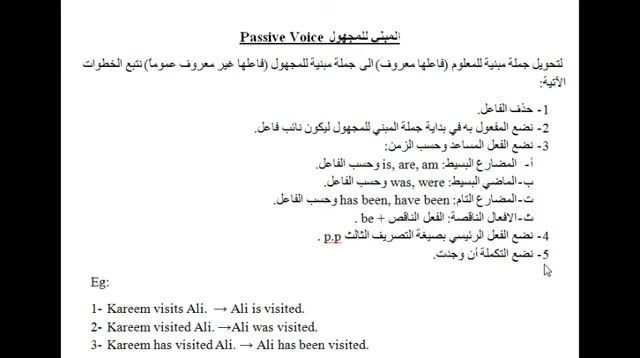 المبني للمجهول Passive Voice
لتحويل جملة مبنية للمعلوم (فاعلها معروف) الى جملة مبنية للمجهول (فاعلها غير معروف عموماً) نتبع الخطوات
الآتية:
1- حذف الفاعل.
2- نضع المفعول به في بداية جملة المبني للمجهول ليكون نائب فاعل.
3- نضع الفعل المساعد وحسب الزمن:
أ- المضارع البسيط: is, are, am وحسب الفاعل.
ب- الماضي البسيط: was, were وحسب الفاعل.
ت- المضارع التام: has been, have been وحسب الفاعل.
ث- الافعال الناقصة: الفعل الناقص + be .
4- نضع الفعل الرئيسي بصيغة التصريف الثالث p.p .
5- نضع التكملة أن وجدت.
Eg:
1- Kareem visits Ali. → Ali is visited.
2- Kareem visited Ali. →Ali was visited.
3- Kareem has visited Ali. → Ali has been visited.